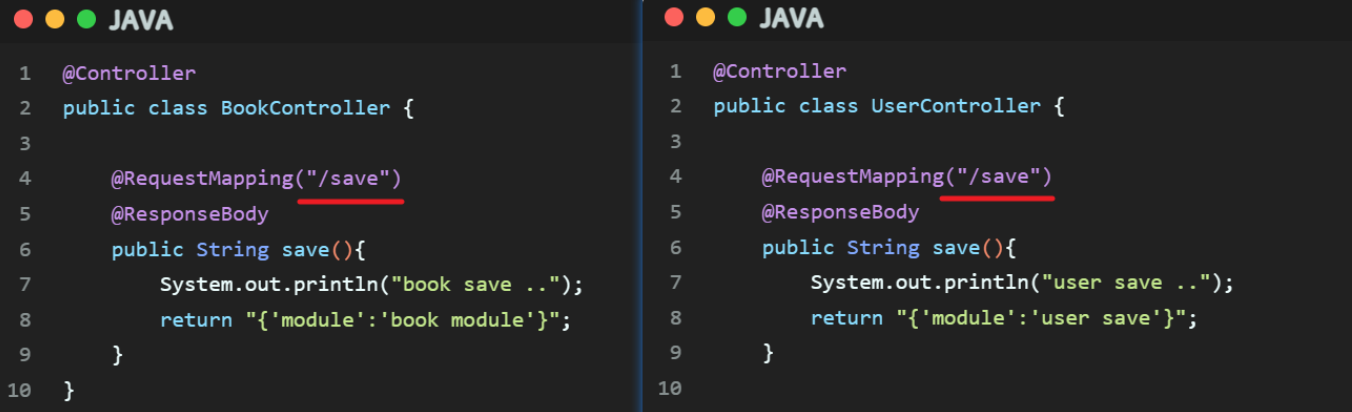 JAVA
1 @Controller
2 public class BookController {
3
4 @RequestMapping("/save")
5 @ResponseBody
6 public String save(){
7 System.out.println("book save ..");
8 return "{'module':'book module'}";
9 }
10 }
JAVA
1 @Controller
2 public class UserController {
3
4 @RequestMapping("/save")
5 @ResponseBody
6 public String save(){
7 System.out.println("user save ..");
8 return "{'module':'user save'}";
9 }
10